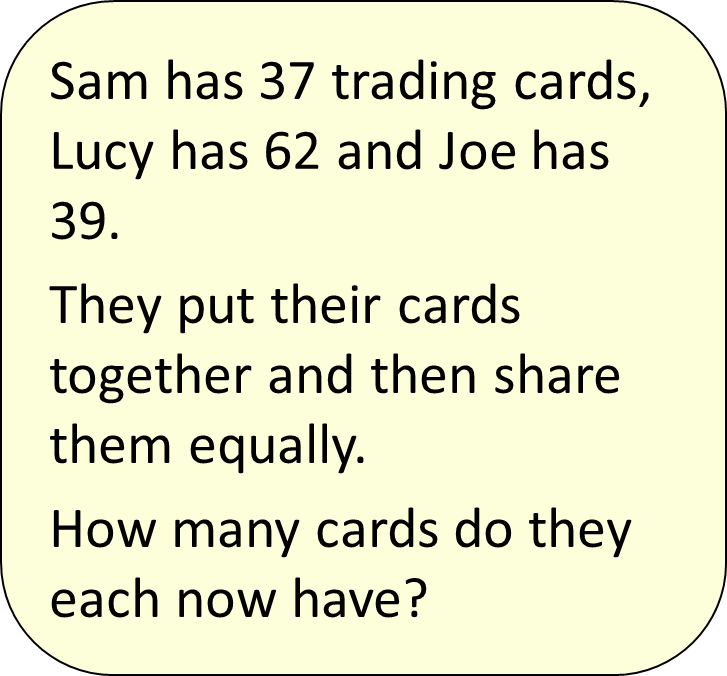 Sam has 37 trading cards,
Lucy has 62 and Joe has
39.
They put their cards
together and then share
them equally.
How many cards do they
each now have?